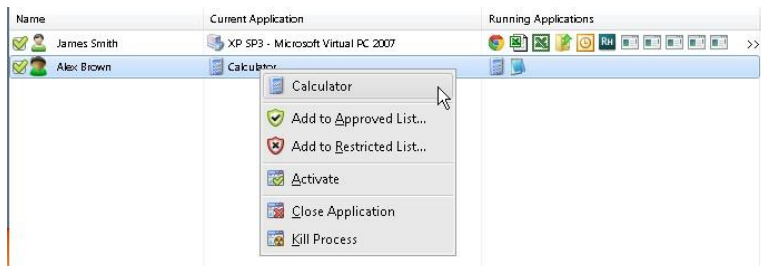 Name Current Application Running Applications
James Smith XP SP3 - Microsoft Virtual PC 2007 RH >>
Alex Brown Calculator
Calculator
Add to Approved List...
Add to Restricted List...
Activate
Close Application
Kill Process